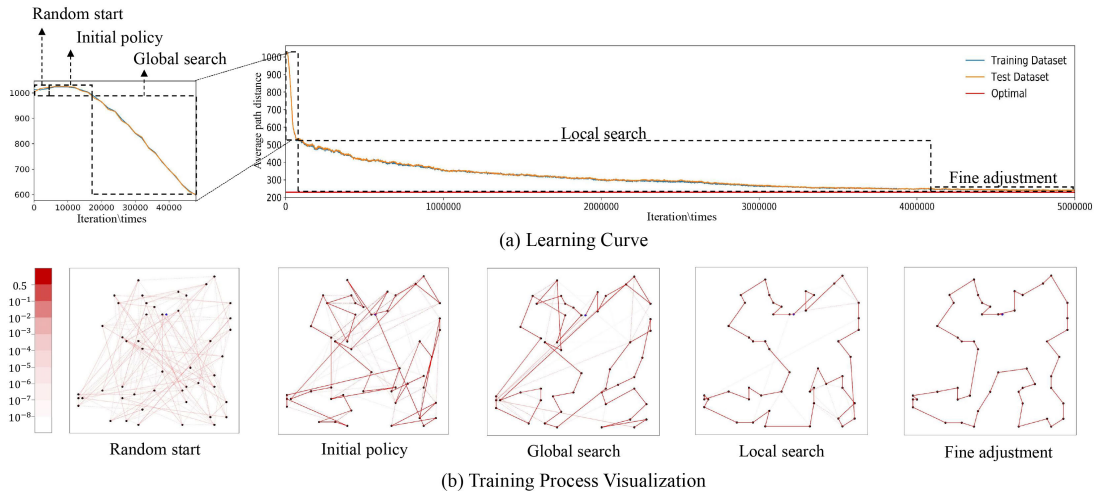 Random start
Initial policy
Global search
1000
900
800
700
600
0 10000 20000 30000 40000
Iteration\times
Average path distance
1000
900
800
700
600
500
400
300
200
0 1000000 2000000 3000000 4000000 5000000
Iteration\times
Training Dataset
Test Dataset
Optimal
Local search
Fine adjustment
(a) Learning Curve
0.5
10⁻¹
10⁻²
10⁻³
10⁻⁴
10⁻⁵
10⁻⁶
10⁻⁷
10⁻⁸
Random start Initial policy Global search Local search Fine adjustment
(b) Training Process Visualization